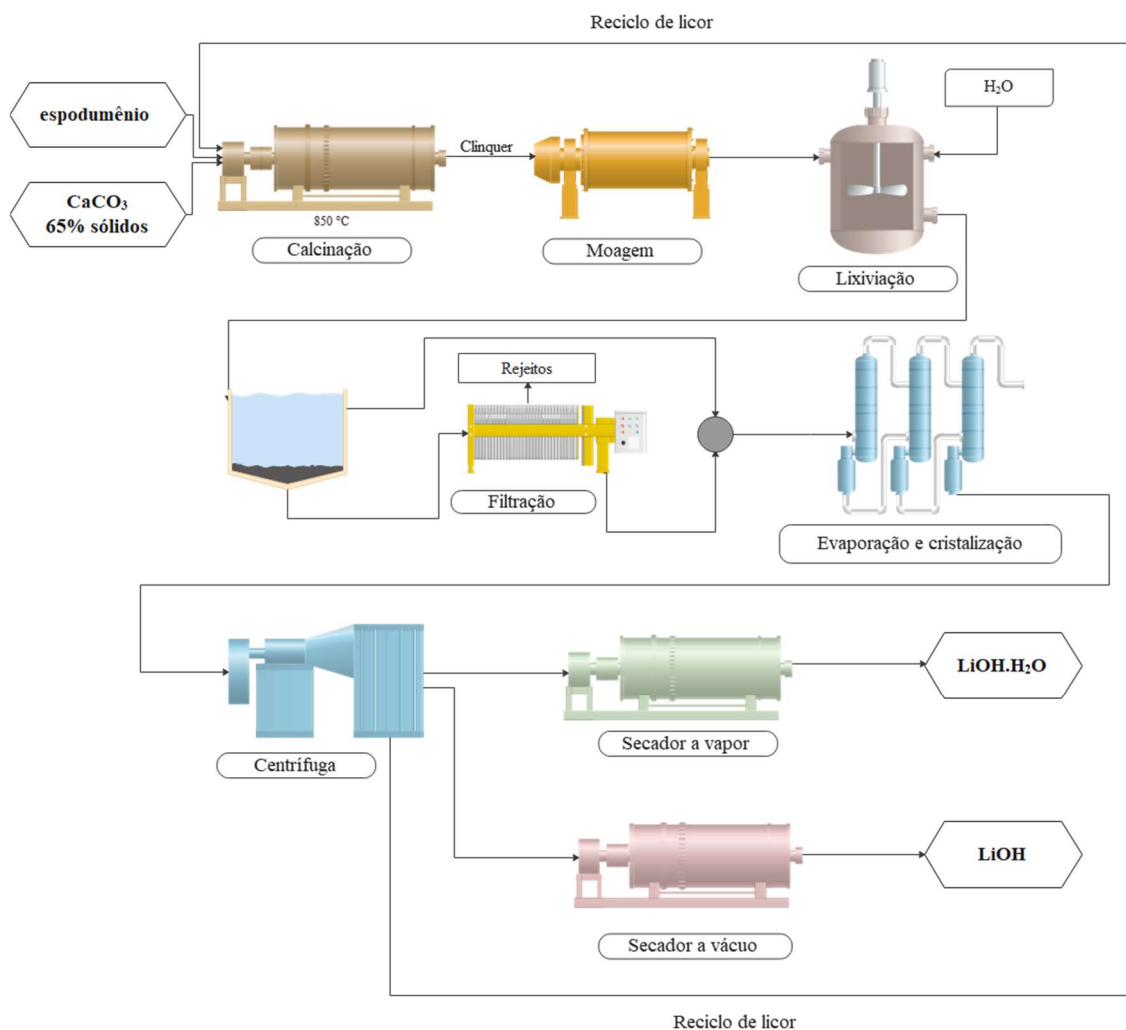 Reciclo de licor
espodumênio
CaCO₃
65% sólidos
850 °C
Calcinação
Clínquer
Moagem
H₂O
Lixiviação
Rejeitos
Filtração
Evaporação e cristalização
Centrífuga
Secador a vapor
LiOH.H₂O
Secador a vácuo
LiOH
Reciclo de licor